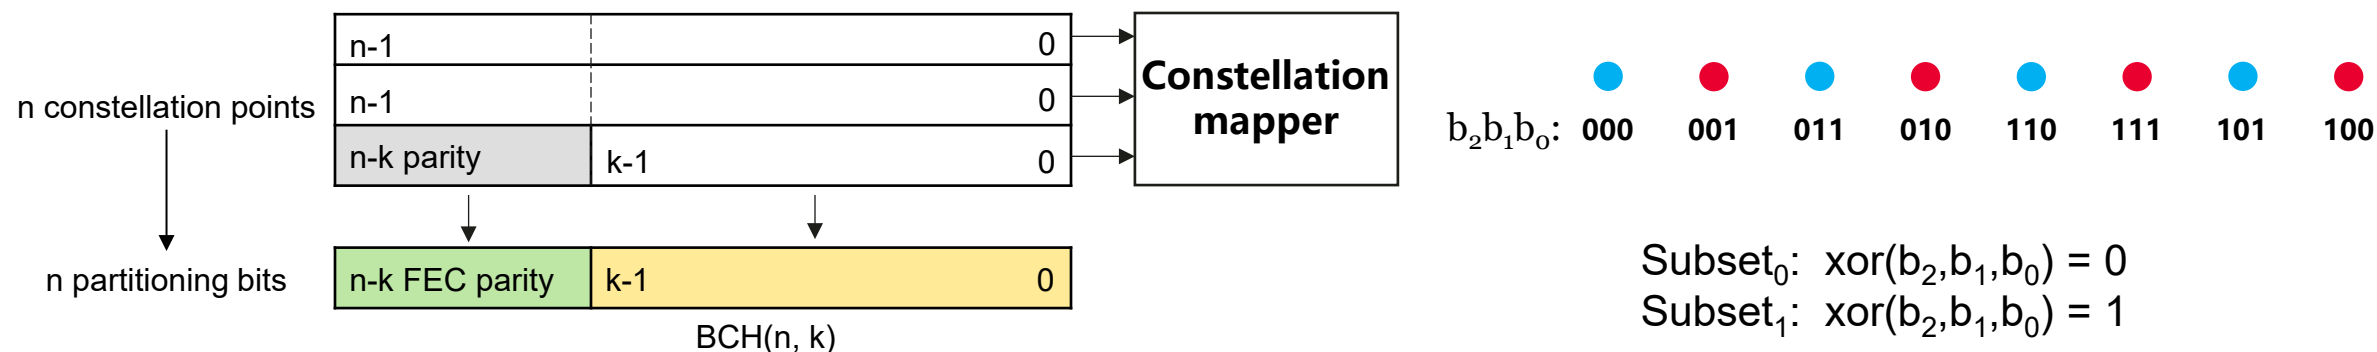 n-1 0
n-1 0
n-k parity k-1 0
n constellation points
n partitioning bits
n-k FEC parity k-1 0
BCH(n, k)
Constellation
mapper
b₂b₁b₀: 000 001 011 010 110 111 101 100
Subset₀: xor(b₂,b₁,b₀) = 0
Subset₁: xor(b₂,b₁,b₀) = 1